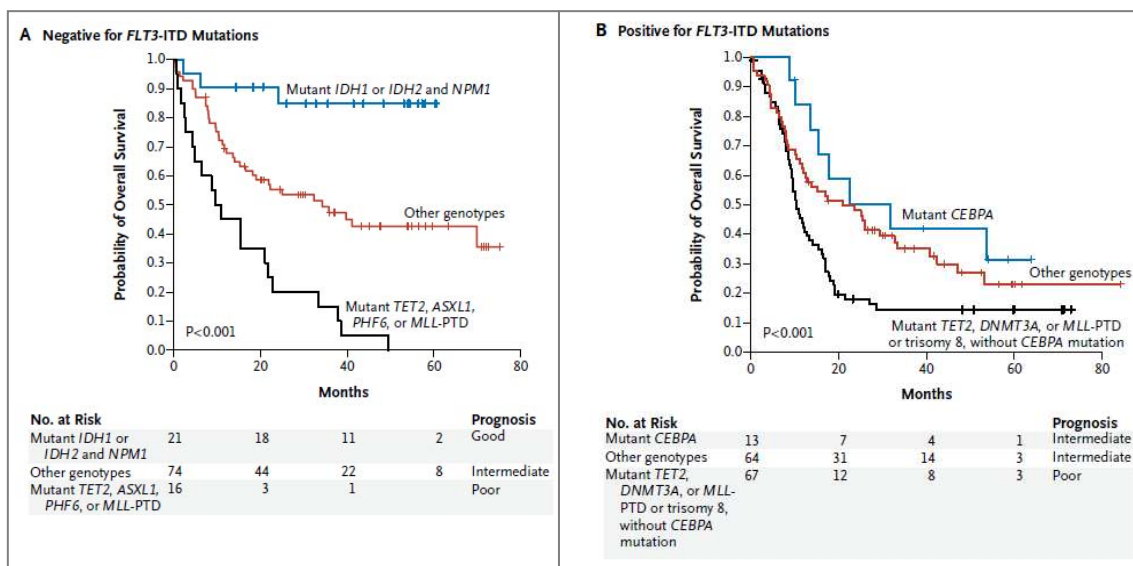 A Negative for FLT3-ITD Mutations
1.0
0.9
0.8
0.7
0.6
0.5
0.4
0.3
0.2
0.1
0.0
Probability of Overall Survival
Mutant IDH1 or IDH2 and NPM1
Other genotypes
Mutant TET2, ASXL1,
PHF6, or MLL-PTD
P<0.001
0 20 40 60 80
Months
No. at Risk Prognosis
Mutant IDH1 or 21 18 11 2 Good
IDH2 and NPM1
Other genotypes 74 44 22 8 Intermediate
Mutant TET2, ASXL1, 16 3 1 Poor
PHF6, or MLL-PTD
B Positive for FLT3-ITD Mutations
1.0
0.9
0.8
0.7
0.6
0.5
0.4
0.3
0.2
0.1
0.0
Probability of Overall Survival
Mutant CEBPA
Other genotypes
Mutant TET2, DNMT3A, or MLL-PTD
or trisomy 8, without CEBPA mutation
P<0.001
0 20 40 60 80
Months
No. at Risk Prognosis
Mutant CEBPA 13 7 4 1 Intermediate
Other genotypes 64 31 14 3 Intermediate
Mutant TET2, 67 12 8 3 Poor
DNMT3A, or MLL-
PTD or trisomy 8,
without CEBPA
mutation